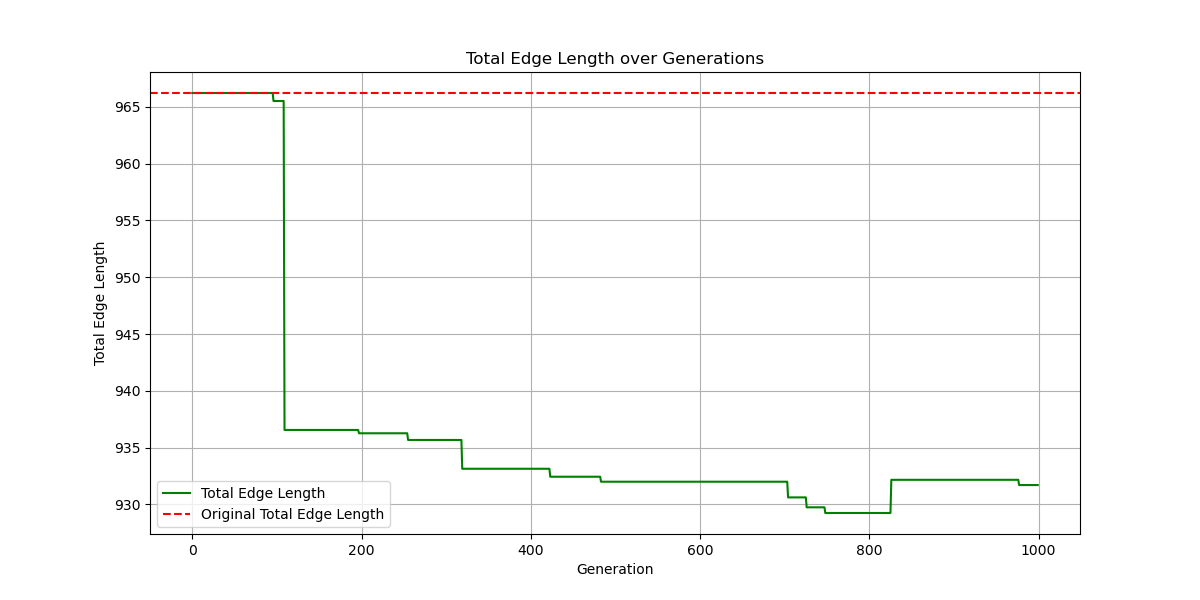 Total Edge Length over Generations
Total Edge Length
965
960
955
950
945
940
935
930
Total Edge Length
Original Total Edge Length
0
200
400
600
800
1000
Generation